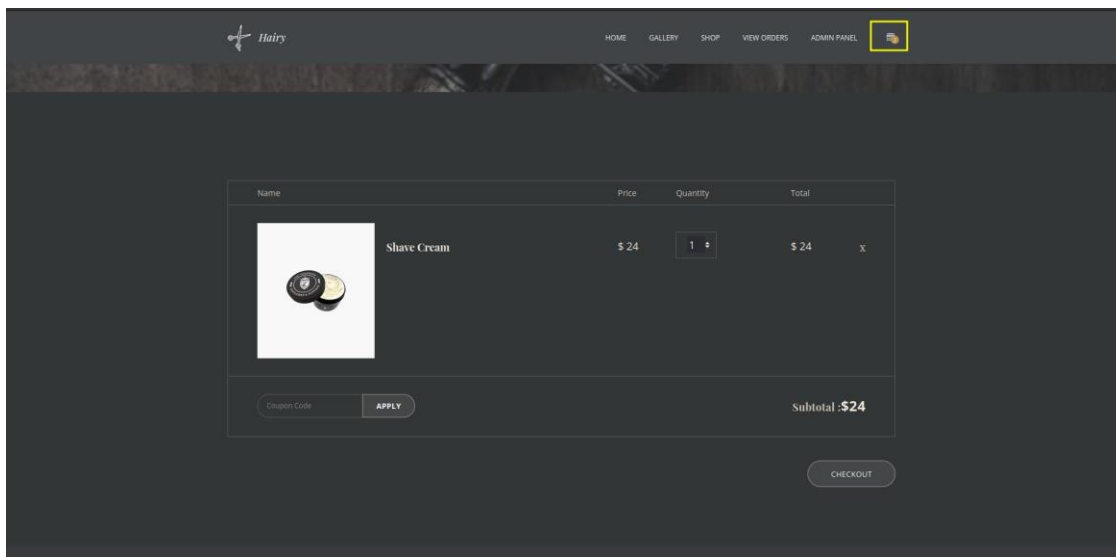 Hairy
HOME GALLERY SHOP VIEW ORDERS ADMIN PANEL
Name Price Quantity Total
Shave Cream $ 24 1 $ 24 x
Coupon Code APPLY Subtotal :$24
CHECKOUT